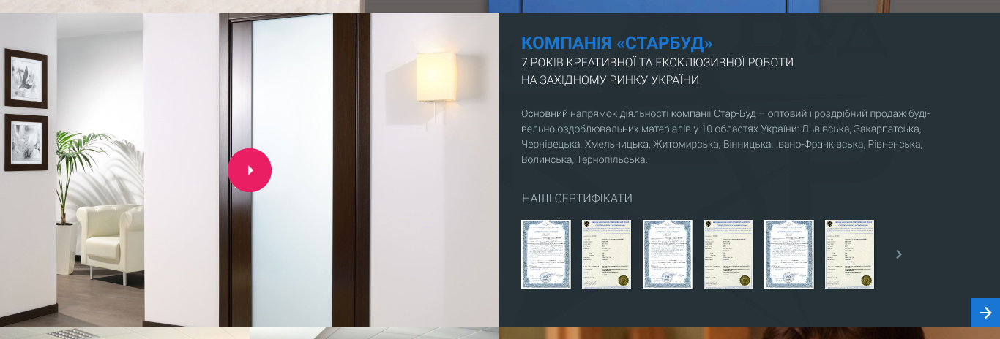 КОМПАНІЯ «СТАРБУД»
7 РОКІВ КРЕАТИВНОЇ ТА ЕКСКЛЮЗИВНОЇ РОБОТИ
НА ЗАХІДНОМУ РИНКУ УКРАЇНИ
Основний напрямок діяльності компанії Стар-Буд – оптовий і роздрібний продаж буді-
вельно оздоблювальних матеріалів у 10 областях України: Львівська, Закарпатська,
Чернівецька, Хмельницька, Житомирська, Вінницька, Івано-Франківська, Рівненська,
Волинська, Тернопільська.
НАШІ СЕРТИФІКАТИ